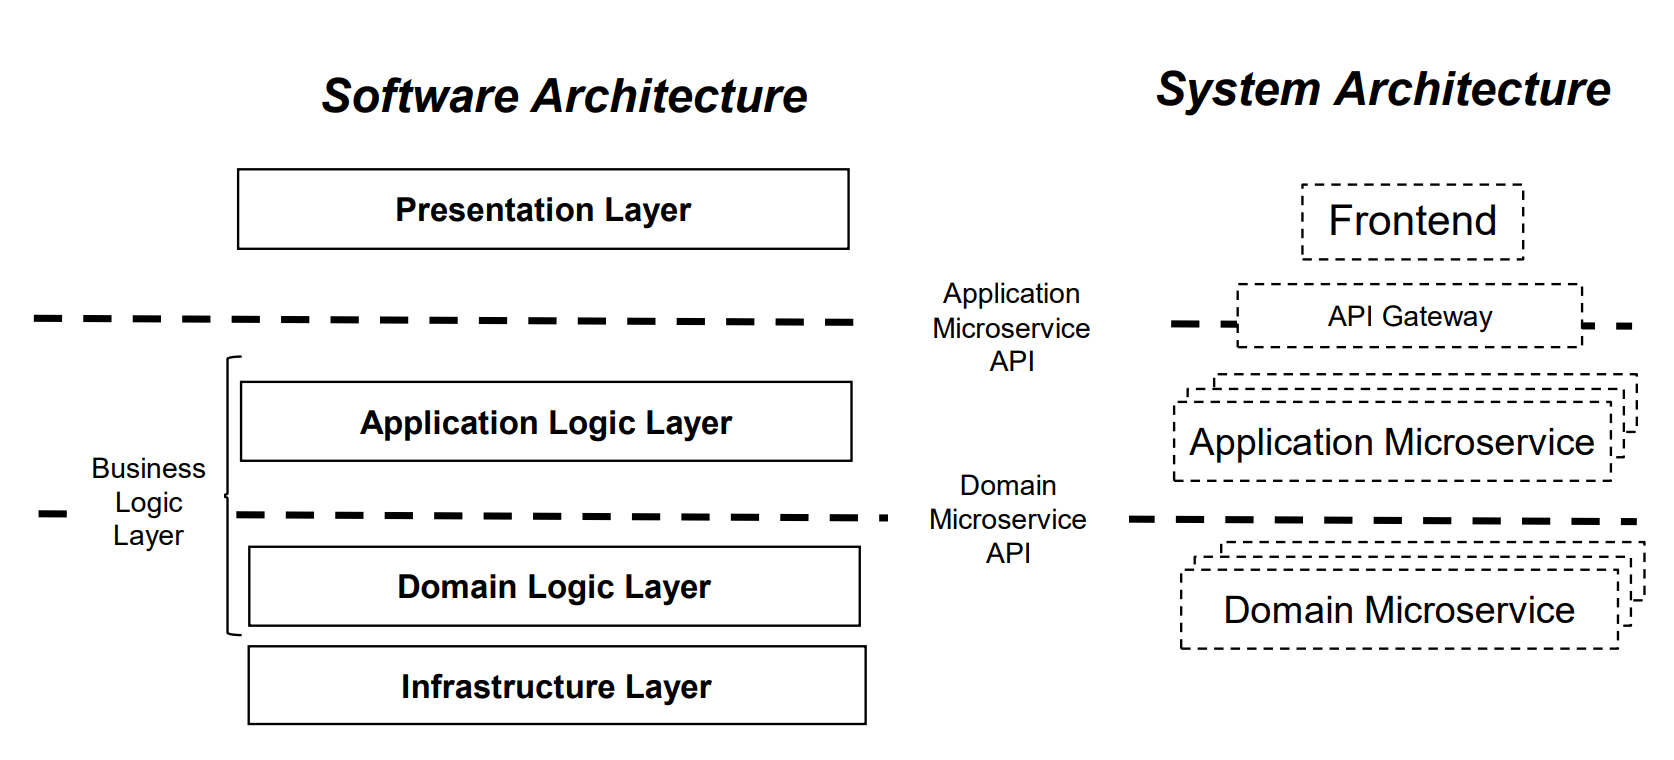 Software Architecture
System Architecture
Presentation Layer
Frontend
Application
Microservice
API
API Gateway
Application Logic Layer
Application Microservice
Business
Logic
Layer
Domain
Microservice
API
Domain Logic Layer
Domain Microservice
Infrastructure Layer